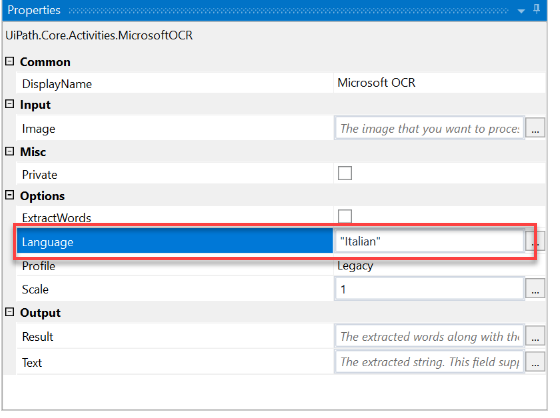 Properties
UiPath.Core.Activities.MicrosoftOCR
Common
DisplayName Microsoft OCR
Input
Image The image that you want to proces ...
Misc
Private
Options
ExtractWords
Language "Italian" ...
Profile Legacy
Scale 1 ...
Output
Result The extracted words along with the ...
Text The extracted string. This field supp ...